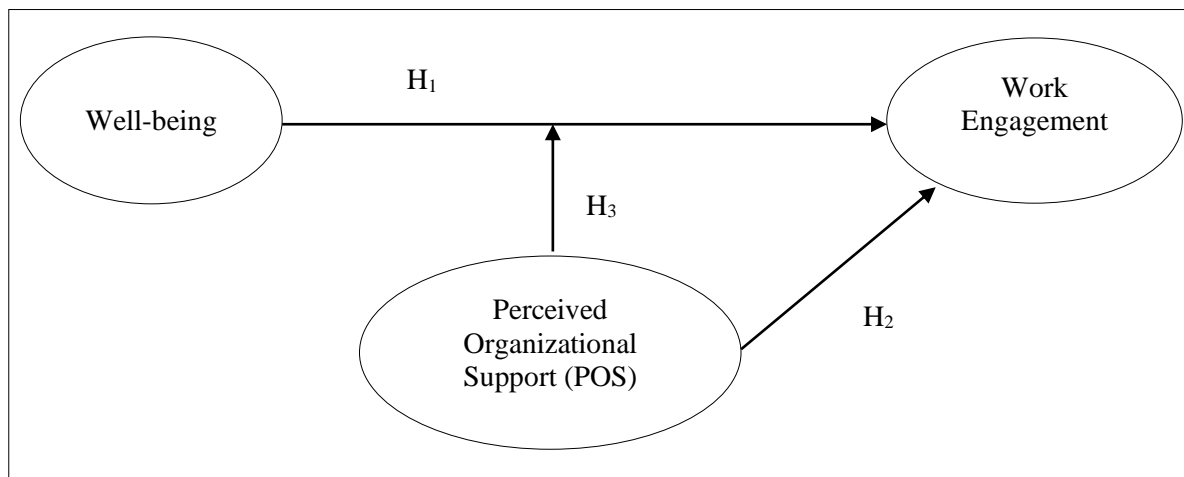 H₁
Well-being
Work
Engagement
H₃
Perceived
Organizational
Support (POS)
H₂